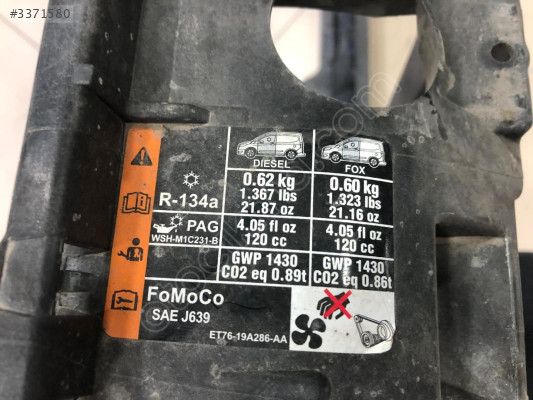 #3371580
DIESEL FOX
R-134a
0.62 kg 0.60 kg
1.367 lbs 1.323 lbs
21.87 oz 21.16 oz
PAG 4.05 fl oz 4.05 fl oz
WSH-M1C231-B 120 cc 120 cc
GWP 1430 GWP 1430
CO2 eq 0.89t CO2 eq 0.86t
FoMoCo
SAE J639
ET76-19A286-AA